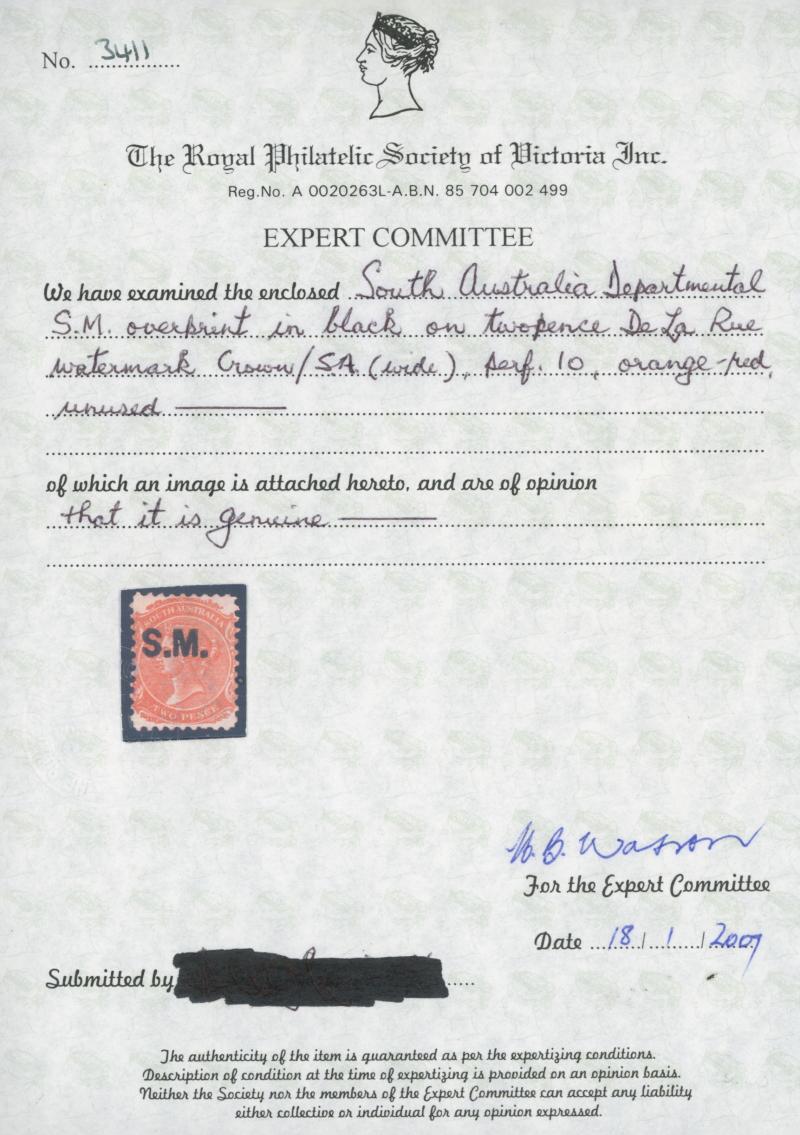 No. 3411
The Royal Philatelic Society of Victoria Inc.
Reg.No. A 0020263L-A.B.N. 85 704 002 499
EXPERT COMMITTEE
We have examined the enclosed South Australia Departmental
S.M. overprint in black on twopence De La Rue
watermark Crown/SA (wide), perf. 10, orange-red,
unused
of which an image is attached hereto, and are of opinion
that it is genuine
SOUTH AUSTRALIA
S.M.
TWO PENCE
W. B. Watson
For the Expert Committee
Date 18/1/2007
Submitted by
The authenticity of the item is guaranteed as per the expertizing conditions.
Description of condition at the time of expertizing is provided on an opinion basis.
Neither the Society nor the members of the Expert Committee can accept any liability
either collective or individual for any opinion expressed.